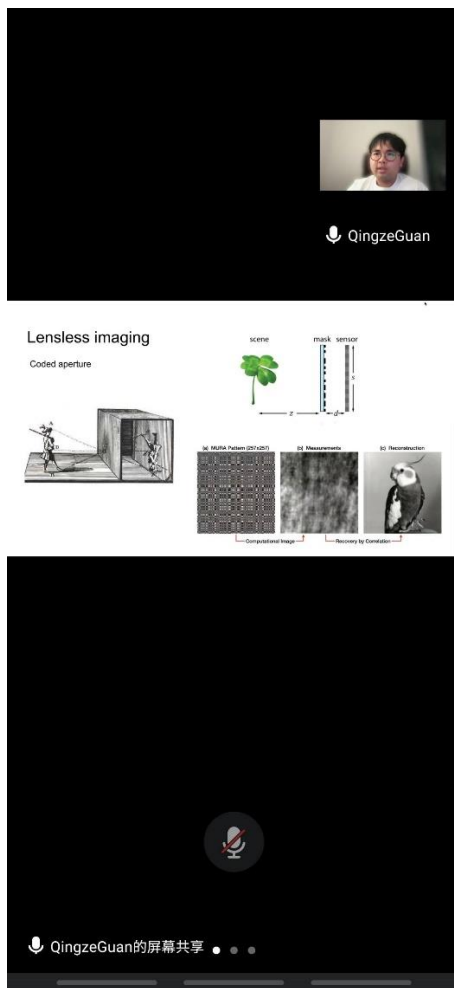 QingzeGuan
Lensless imaging
Coded aperture
scene
mask sensor
s
z
d
(a) MURA Pattern (257x257)
(b) Measurements
(c) Reconstruction
Computational Image
Recovery by Correlation
QingzeGuan的屏幕共享